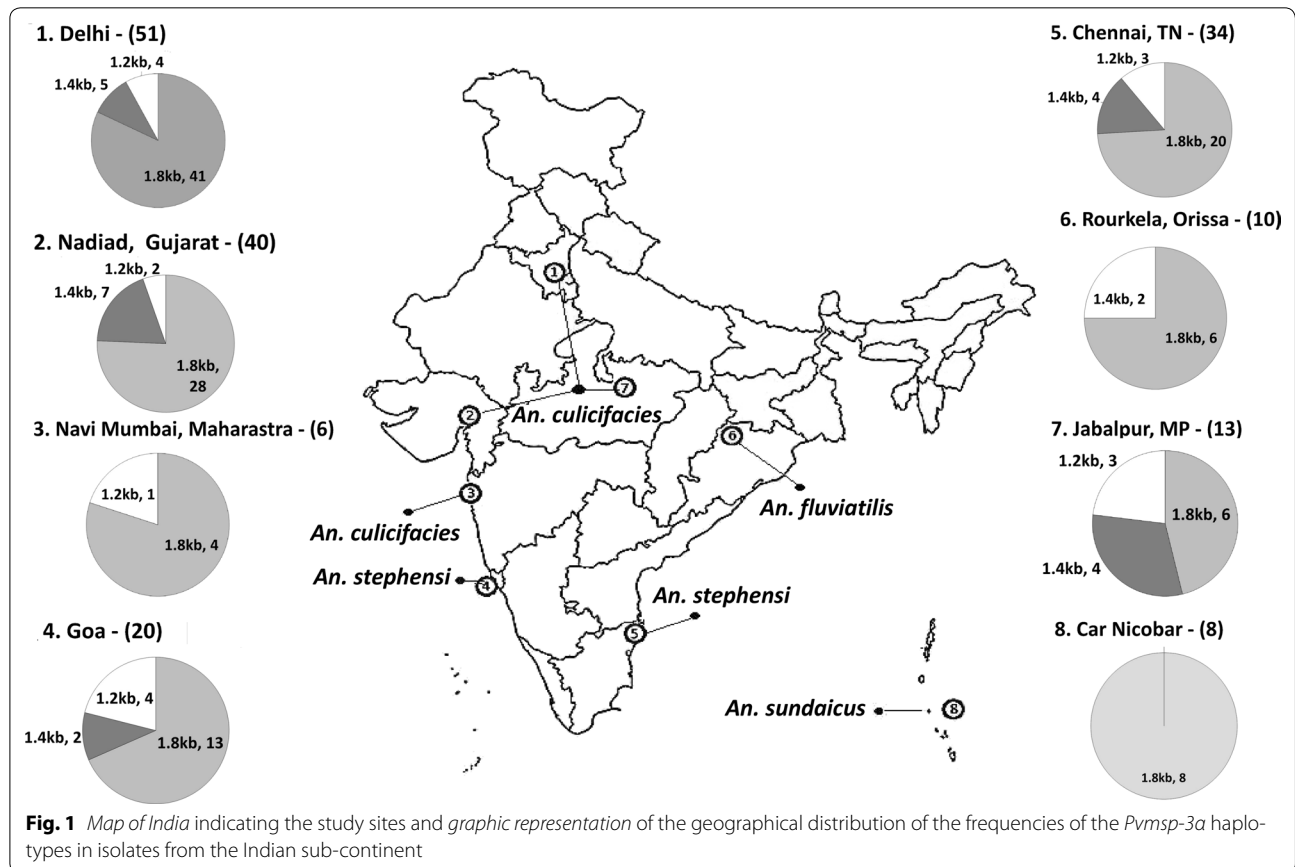 1. Delhi - (51)
1.2kb, 4
1.4kb, 5
1.8kb, 41
2. Nadiad, Gujarat - (40)
1.2kb, 2
1.4kb, 7
1.8kb,
28
3. Navi Mumbai, Maharastra - (6)
1.2kb, 1
1.8kb, 4
4. Goa - (20)
1.2kb, 4
1.4kb, 2
1.8kb, 13
1
7
An. culicifacies
2
6
3
An. fluviatilis
An. culicifacies
An. stephensi
4
An. stephensi
5
An. sundaicus
8
5. Chennai, TN - (34)
1.2kb, 3
1.4kb, 4
1.8kb, 20
6. Rourkela, Orissa - (10)
1.4kb, 2
1.8kb, 6
7. Jabalpur, MP - (13)
1.2kb, 3
1.8kb, 6
1.4kb, 4
8. Car Nicobar - (8)
1.8kb, 8
Fig. 1 Map of India indicating the study sites and graphic representation of the geographical distribution of the frequencies of the Pvmsp-3α haplo-
types in isolates from the Indian sub-continent